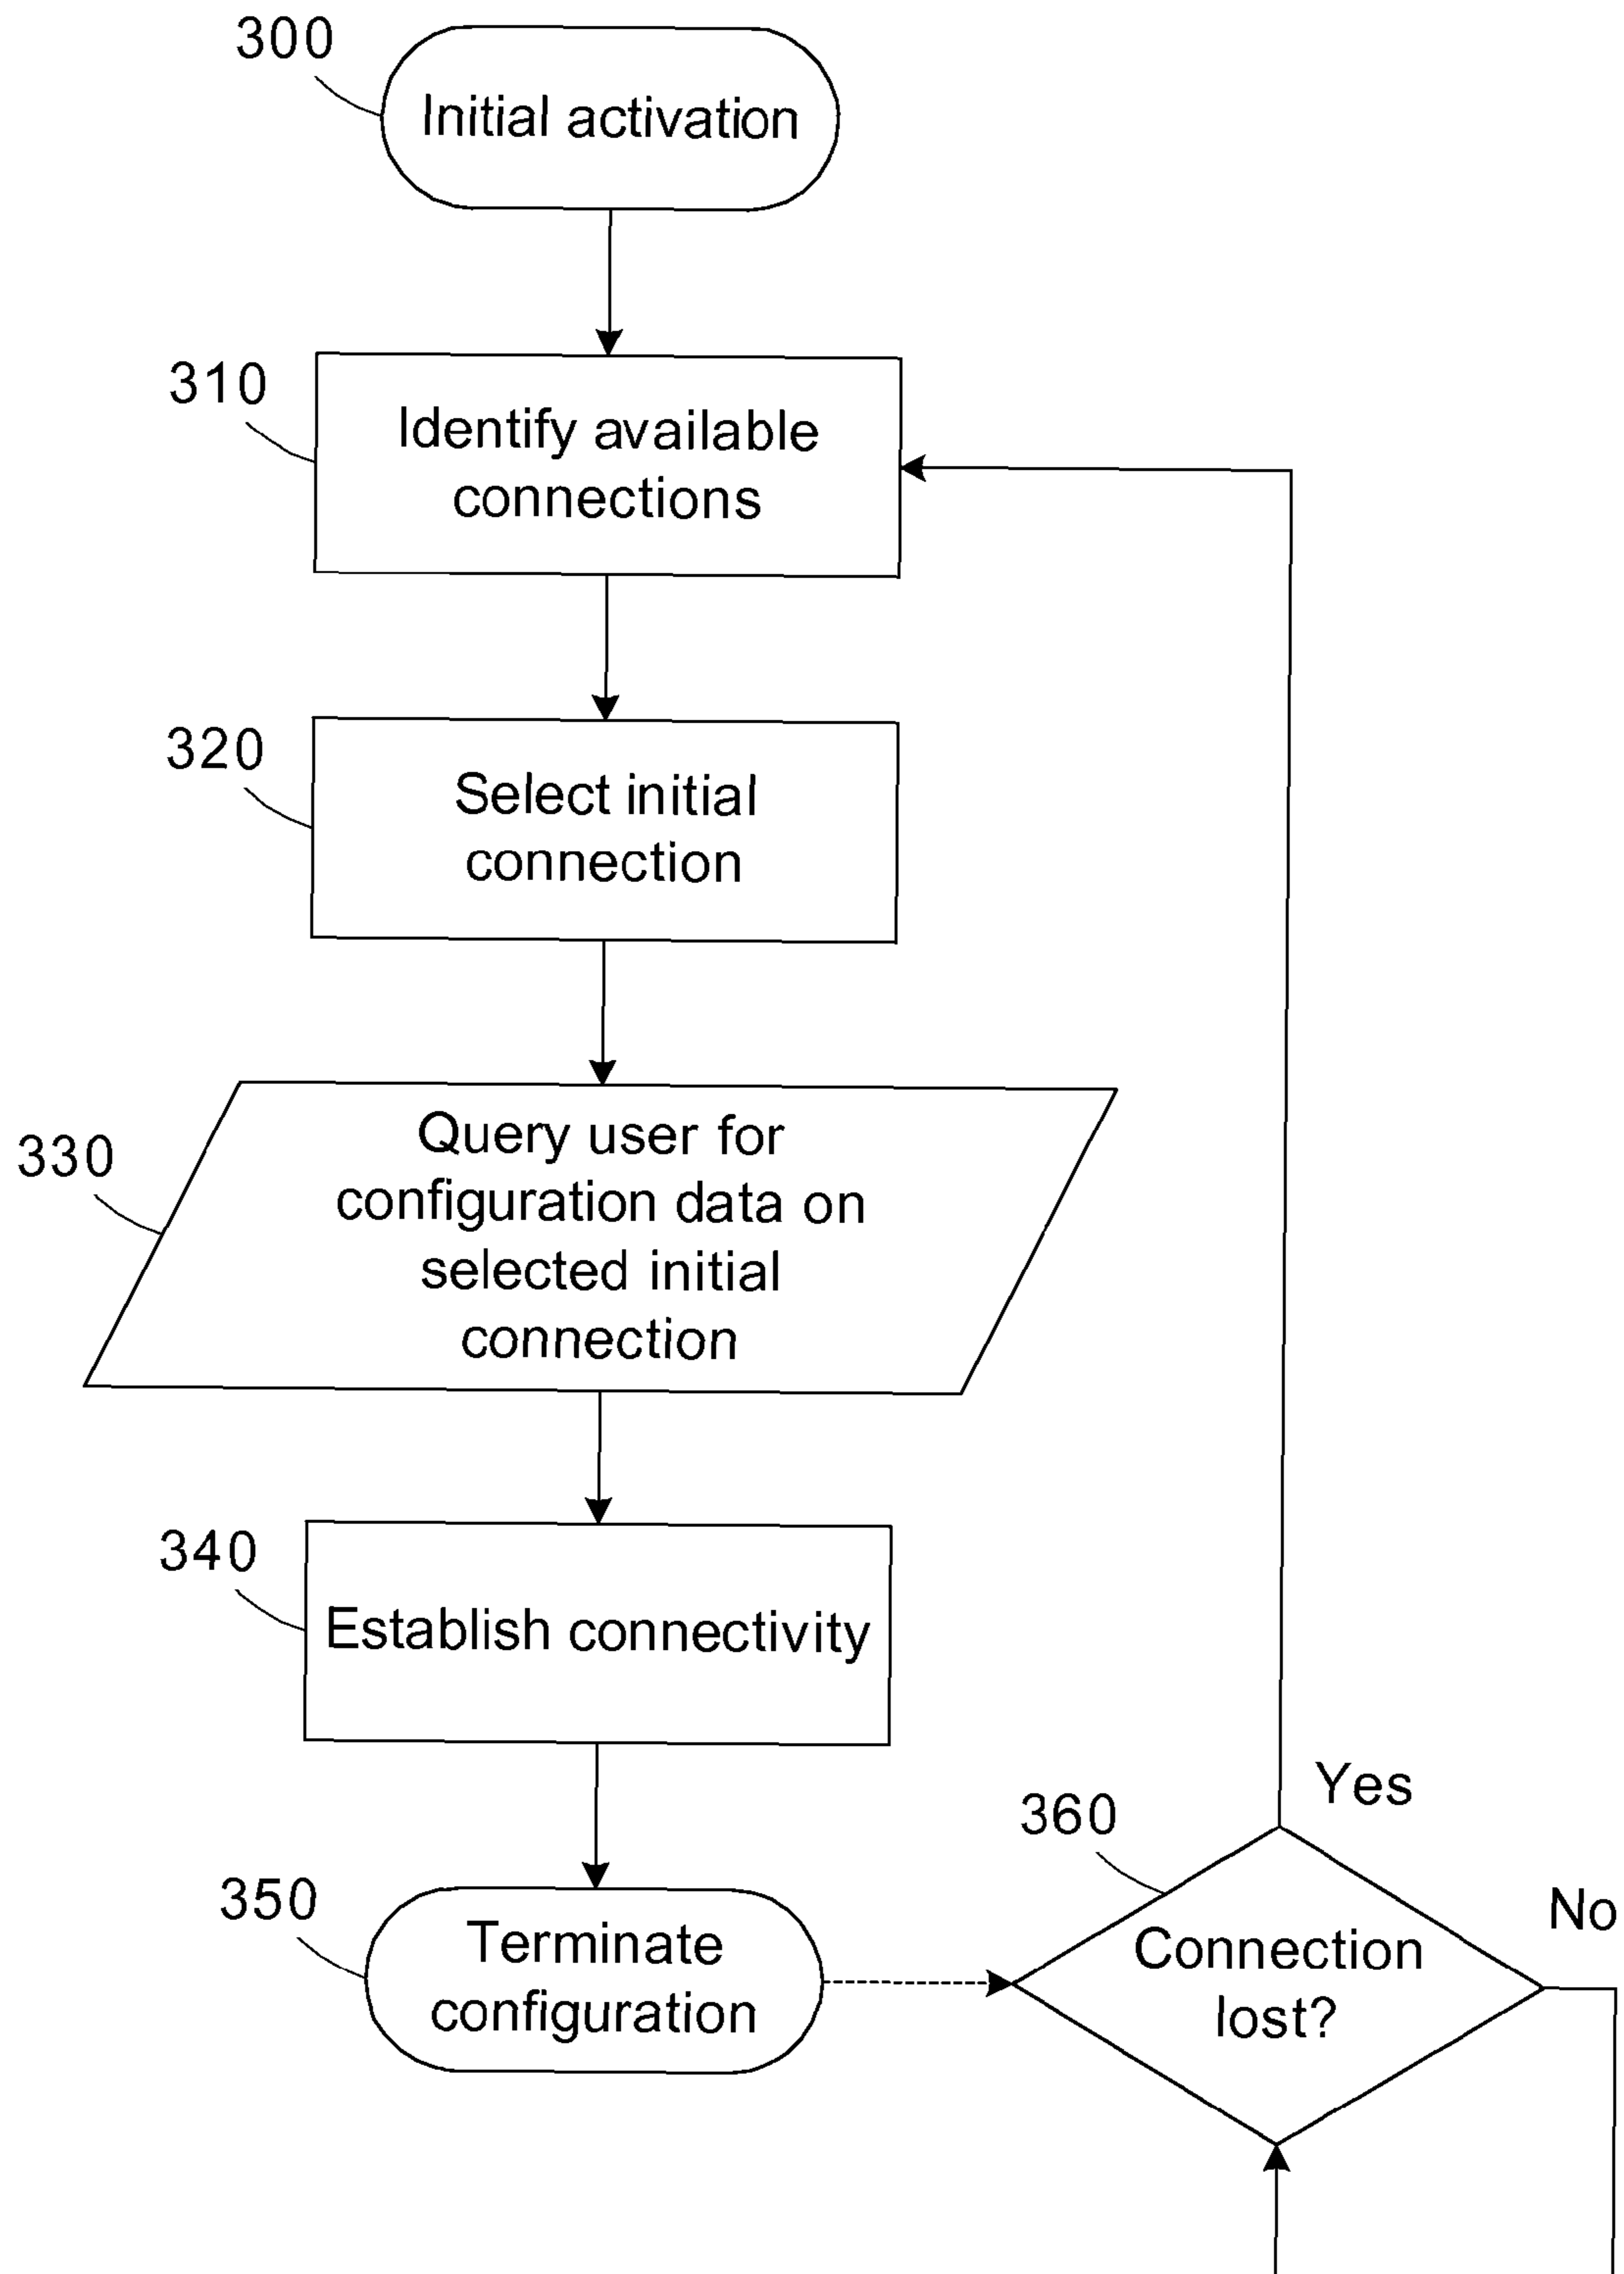 300
Initial activation
310
Identify available
connections
320
Select initial
connection
330
Query user for
configuration data on
selected initial
connection
340
Establish connectivity
Yes
360
350
Terminate
configuration
No
Connection
lost?